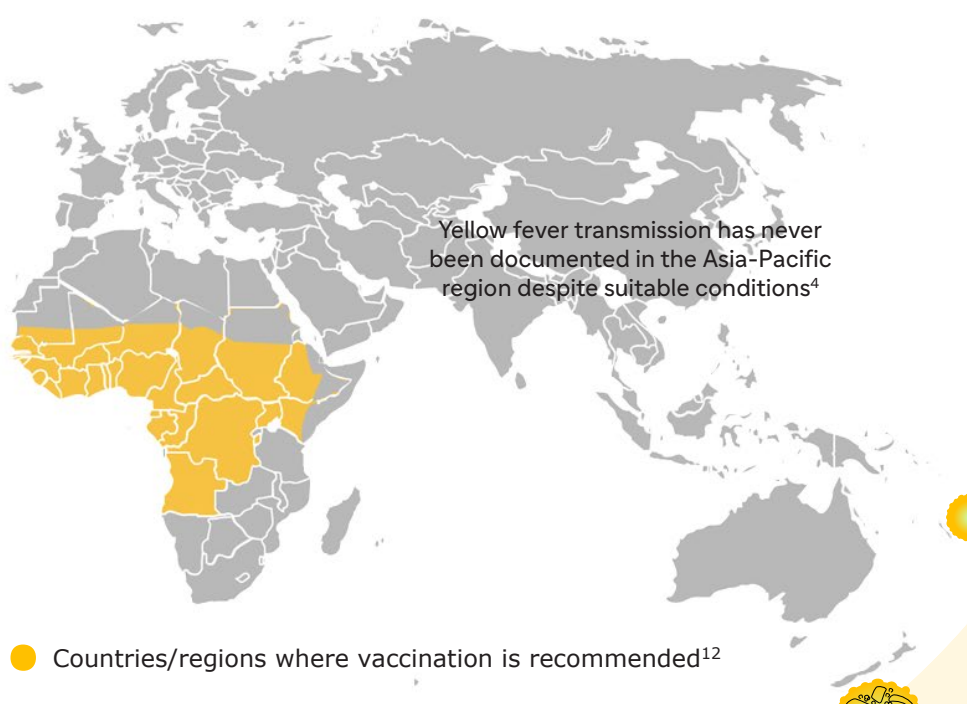 Yellow fever transmission has never
been documented in the Asia-Pacific
region despite suitable conditions⁴
Countries/regions where vaccination is recommended¹²